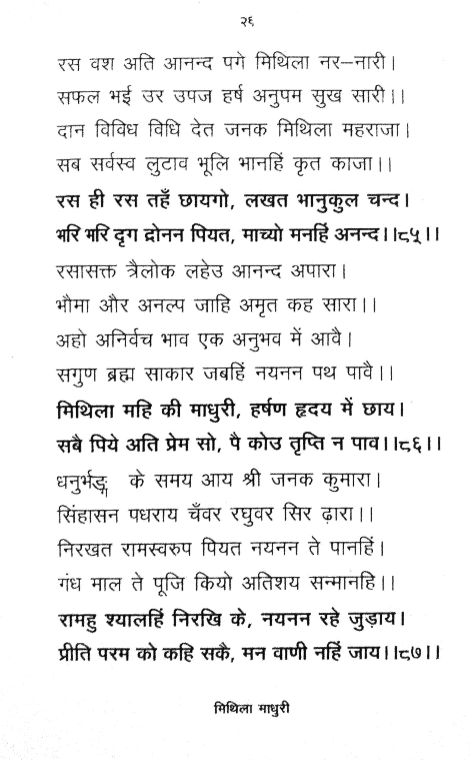 २६
रस वश अति आनन्द पगे मिथिला नर-नारी।
सफल भई उर उपज हर्ष अनुपम सुख सारी।।
दान विविध विधि देत जनक मिथिला महराजा।
सब सर्वस्व लुटाव भूलि भानहिं कृत काजा।।
रस ही रस तहँ छायगो, लखत भानुकुल चन्द।
भरि भरि दृग द्रोनन पियत, माच्यो मनहिं अनन्द।।८५।।
रसासक्त त्रैलोक लहेउ आनन्द अपारा।
भौमा और अनल्प जाहि अमृत कह सारा।।
अहो अनिर्वच भाव एक अनुभव में आवै।
सगुण ब्रह्म साकार जबहिं नयनन पथ पावै।।
मिथिला महि की माधुरी, हर्षण हृदय में छाय।
सबै पिये अति प्रेम सो, पै कोउ तृप्ति न पाव।।८६।।
धनुर्भङ्ग के समय आय श्री जनक कुमारा।
सिंहासन पधराय चँवर रघुवर सिर ढ़ारा।।
निरखत रामस्वरुप पियत नयनन ते पानहिं।
गंध माल ते पूजि कियो अतिशय सन्मानहि।।
रामहु श्यालहिं निरखि के, नयनन रहे जुड़ाय।
प्रीति परम को कहि सकै, मन वाणी नहिं जाय।।८७।।
मिथिला माधुरी